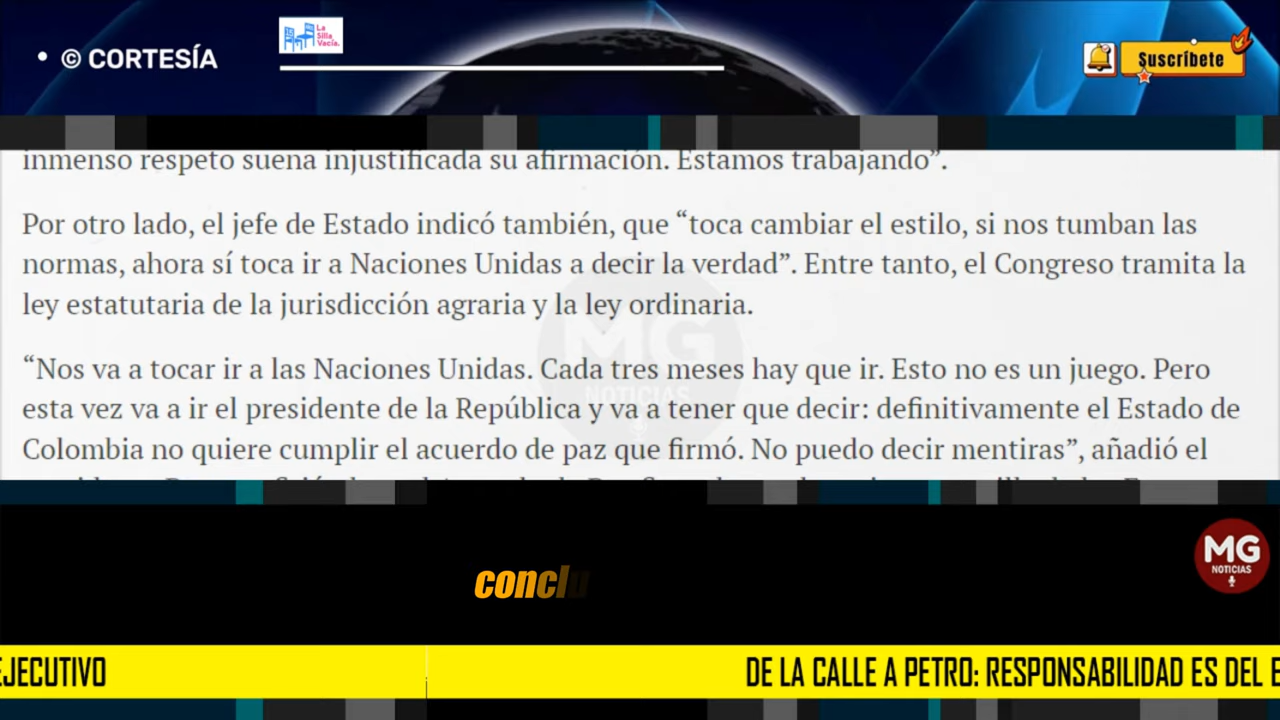 • © CORTESÍA
La
Silla
Vacía.
Suscríbete
inmenso respeto suena injustificada su afirmación. Estamos trabajando”.
Por otro lado, el jefe de Estado indicó también, que “toca cambiar el estilo, si nos tumban las
normas, ahora sí toca ir a Naciones Unidas a decir la verdad”. Entre tanto, el Congreso tramita la
ley estatutaria de la jurisdicción agraria y la ley ordinaria.
“Nos va a tocar ir a las Naciones Unidas. Cada tres meses hay que ir. Esto no es un juego. Pero
esta vez va a ir el presidente de la República y va a tener que decir: definitivamente el Estado de
Colombia no quiere cumplir el acuerdo de paz que firmó. No puedo decir mentiras”, añadió el
MG
NOTICIAS
conclu
MG
NOTICIAS
EJECUTIVO
DE LA CALLE A PETRO: RESPONSABILIDAD ES DEL E